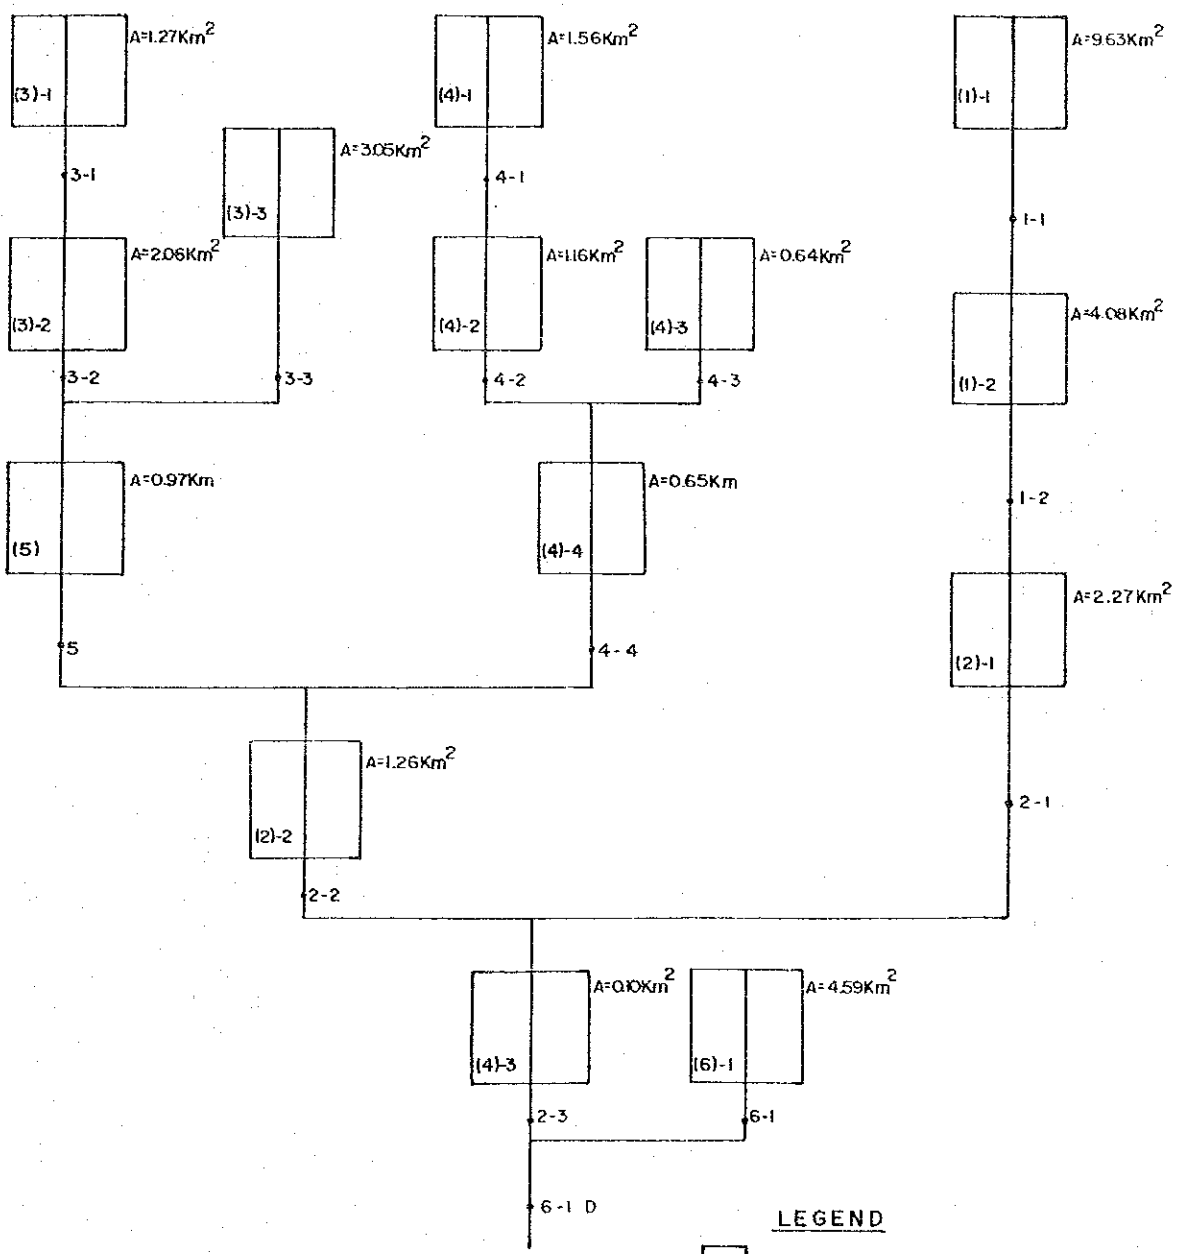 A=1.27Km²
A=1.56Km²
A=9.63Km²
(3)-1
(4)-1
(1)-1
A=3.05Km²
3-1
4-1
(3)-3
1-1
A=2.06Km²
A=1.16Km²
A=0.64Km²
A=4.08Km²
(3)-2
(4)-2
(4)-3
3-2
3-3
4-2
4-3
(1)-2
A=0.97Km
A=0.65Km
1-2
(5)
(4)-4
A=2.27Km²
5
4-4
(2)-1
A=1.26Km²
2-1
(2)-2
2-2
A=0.10Km²
A=4.59Km²
(4)-3
(6)-1
2-3
6-1
6-1 D
LEGEND